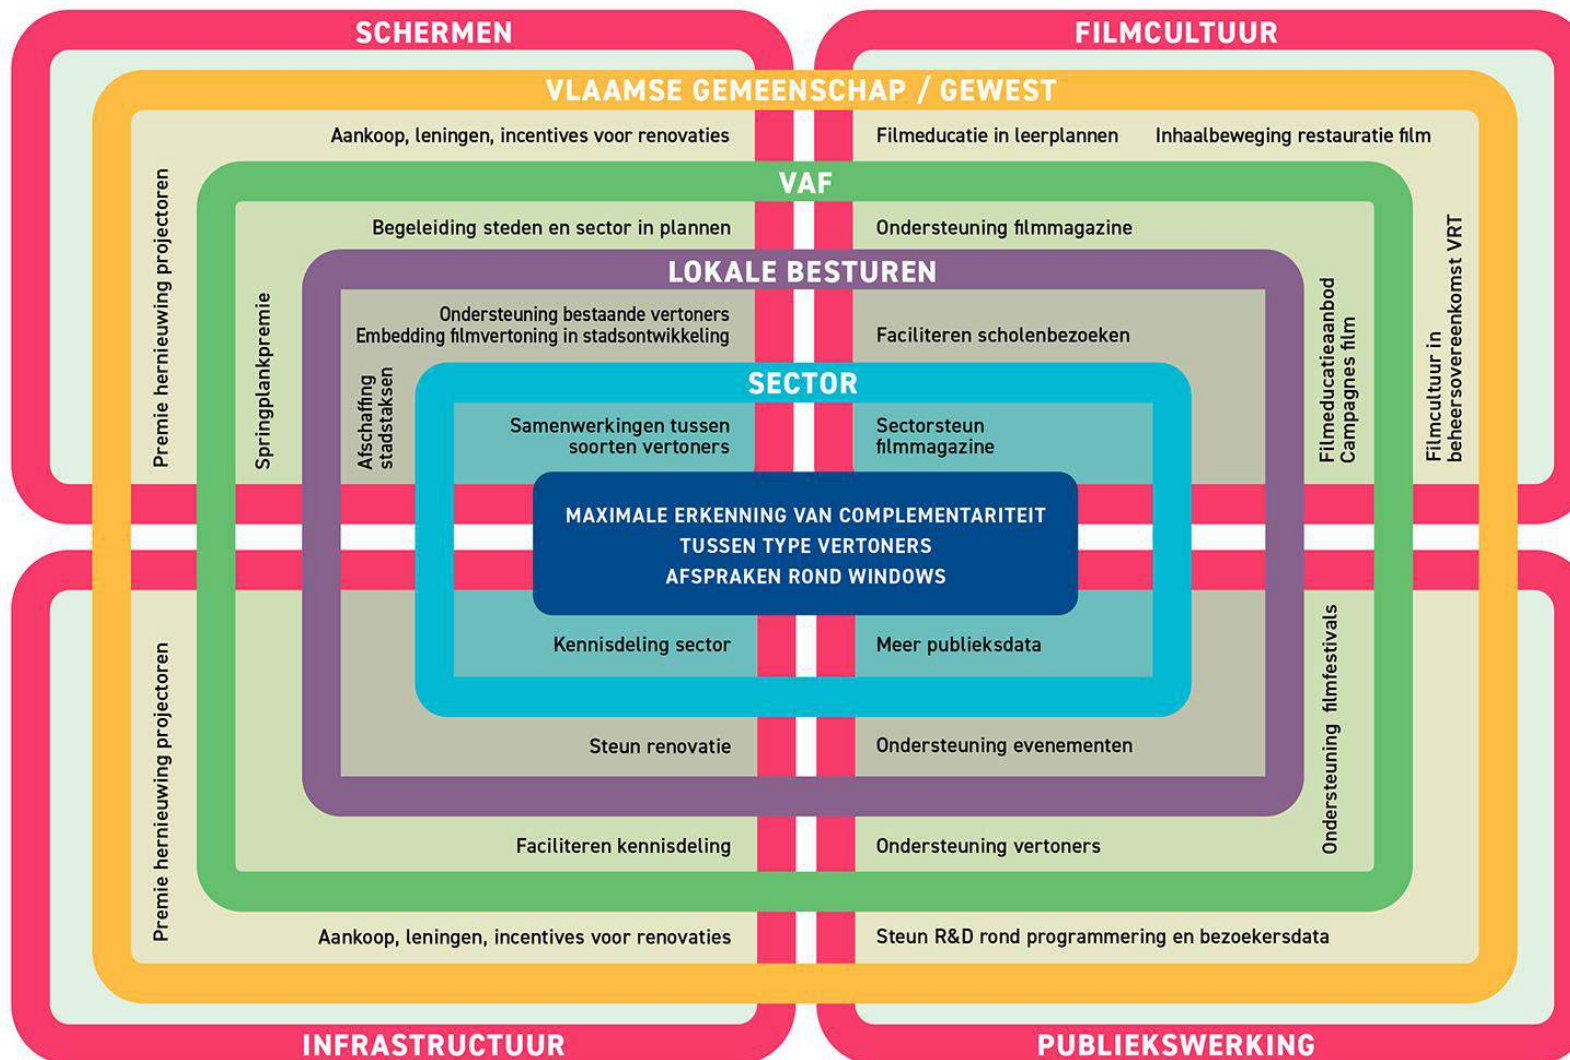 SCHERMEN
FILMCULTUUR
VLAAMSE GEMEENSCHAP / GEWEST
Aankoop, leningen, incentives voor renovaties
Filmeducatie in leerplannen
Inhaalbeweging restauratie film
Premie hernieuwing projectoren
VAF
Begeleiding steden en sector in plannen
Ondersteuning filmmagazine
Springplankpremie
LOKALE BESTUREN
Ondersteuning bestaande vertoners
Embedding filmvertoning in stadsontwikkeling
Faciliteren scholenbezoeken
Afschaffing
stadstaksen
Filmeducatieaanbod
Campagnes film
Filmcultuur in
beheersovereenkomst VRT
SECTOR
Samenwerkingen tussen
soorten vertoners
Sectorsteun
filmmagazine
MAXIMALE ERKENNING VAN COMPLEMENTARITEIT
TUSSEN TYPE VERTONERS
AFSPRAKEN ROND WINDOWS
Kennisdeling sector
Meer publieksdata
Steun renovatie
Ondersteuning evenementen
Premie hernieuwing projectoren
Ondersteuning filmfestivals
Faciliteren kennisdeling
Ondersteuning vertoners
Aankoop, leningen, incentives voor renovaties
Steun R&D rond programmering en bezoekersdata
INFRASTRUCTUUR
PUBLIEKSWERKING